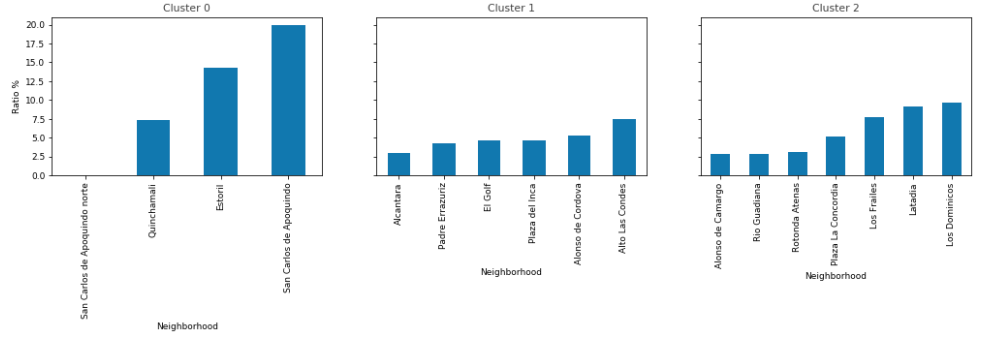 Cluster 0
Cluster 1
Cluster 2
Ratio %
20.0
17.5
15.0
12.5
10.0
7.5
5.0
2.5
0.0
San Carlos de Apoquindo norte
Quinchamali
Estoril
San Carlos de Apoquindo
Neighborhood
Alcantara
Padre Errazuriz
El Golf
Plaza del Inca
Alonso de Cordova
Alto Las Condes
Neighborhood
Alonso de Camargo
Rio Guadiana
Rotonda Atenas
Plaza La Concordia
Los Frailes
Latadia
Los Dominicos
Neighborhood